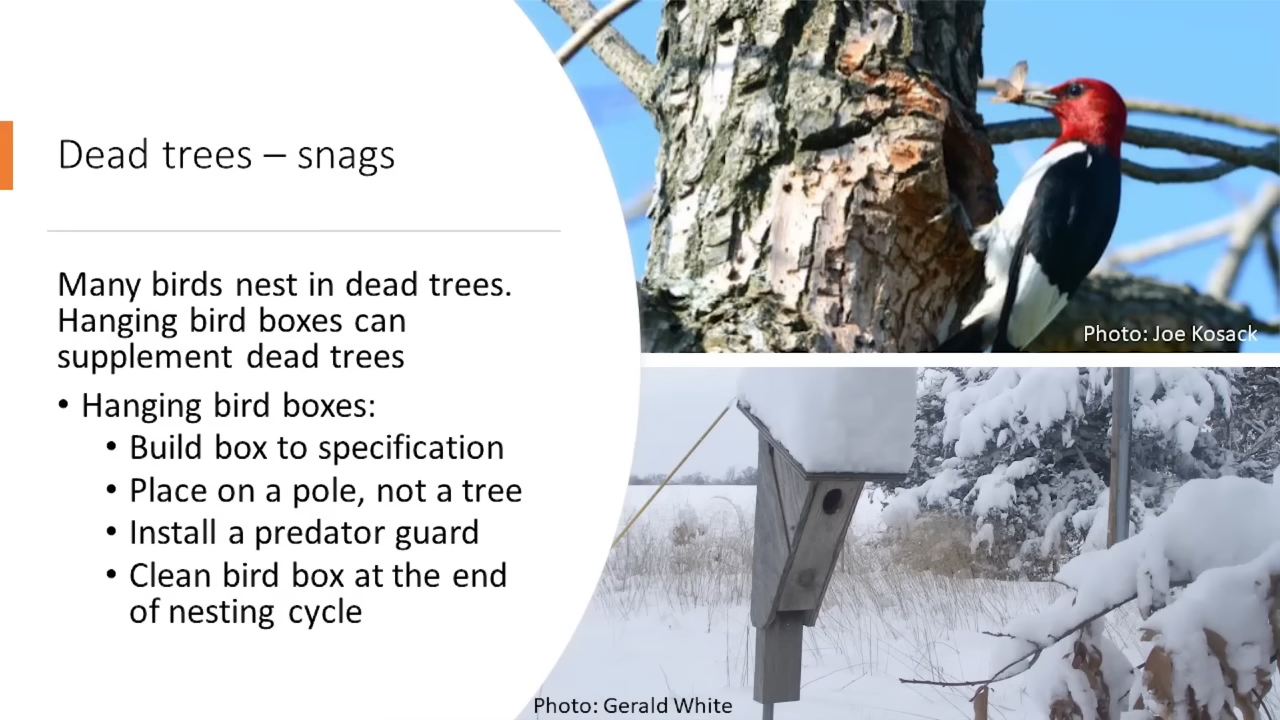 Dead trees – snags
Many birds nest in dead trees.
Hanging bird boxes can
supplement dead trees
• Hanging bird boxes:
• Build box to specification
• Place on a pole, not a tree
• Install a predator guard
• Clean bird box at the end
of nesting cycle
Photo: Joe Kosack
Photo: Gerald White